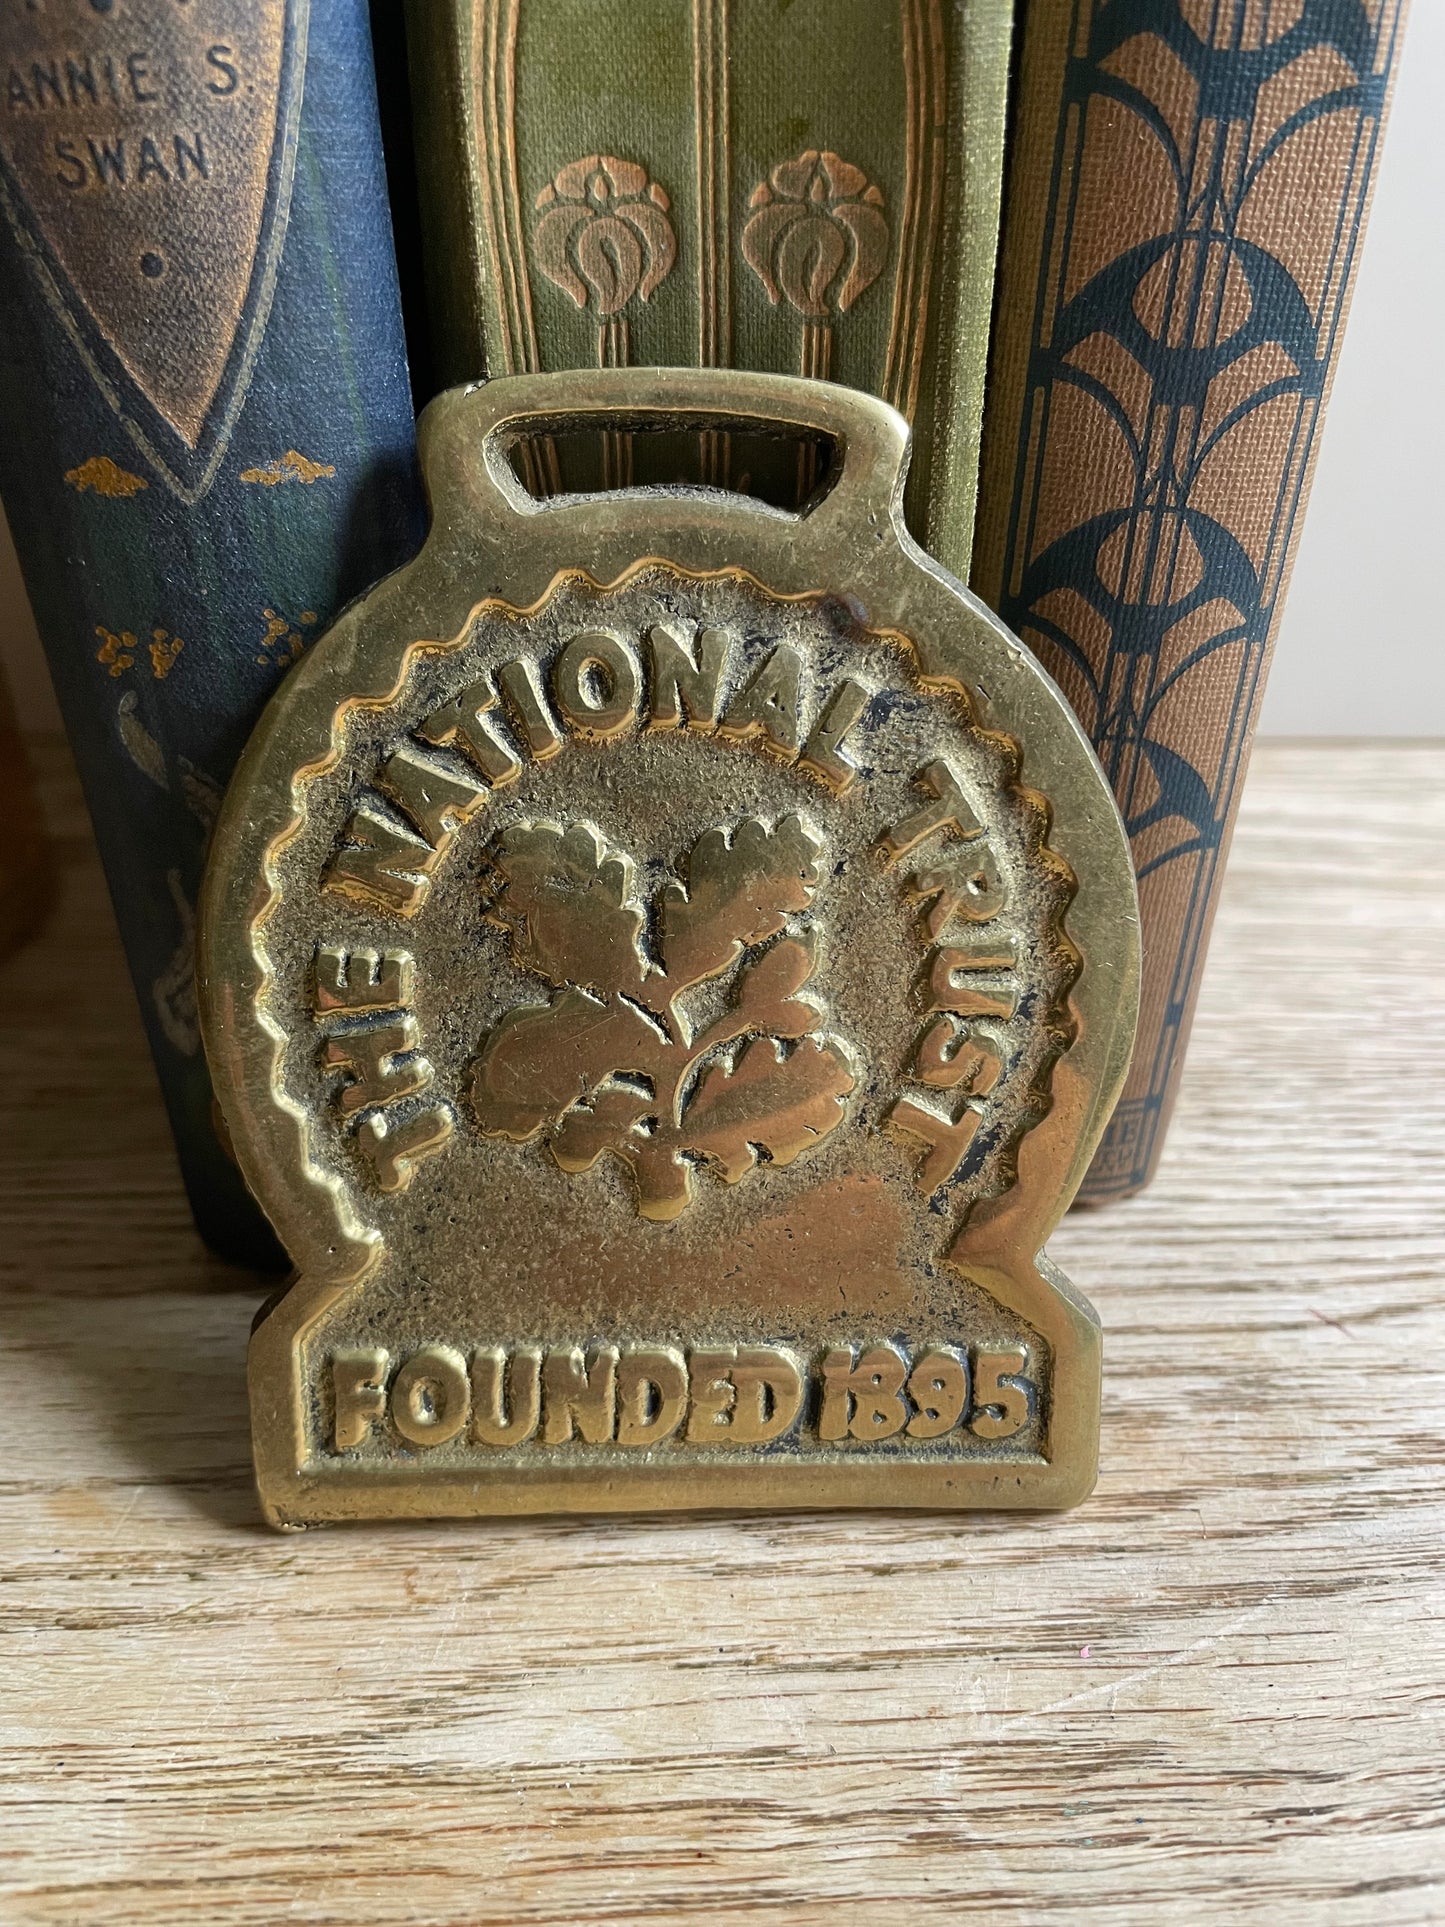 ANNIE S.
SWAN
THE NATIONAL TRUST
FOUNDED 1895